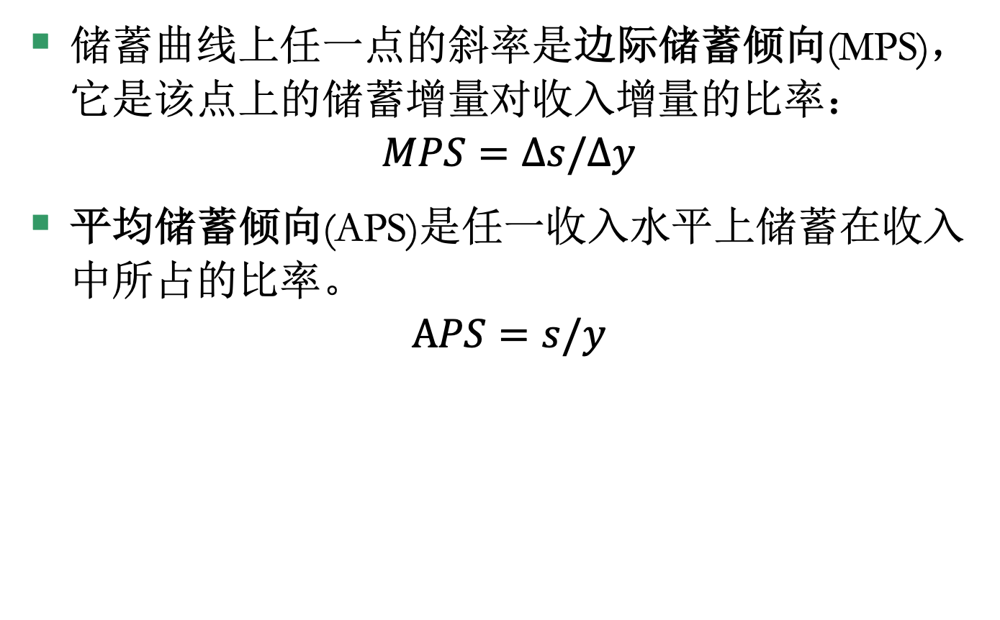 储蓄曲线上任一点的斜率是边际储蓄倾向(MPS)，
它是该点上的储蓄增量对收入增量的比率：
MPS = Δs/Δy
平均储蓄倾向(APS)是任一收入水平上储蓄在收入
中所占的比率。
APS = s/y